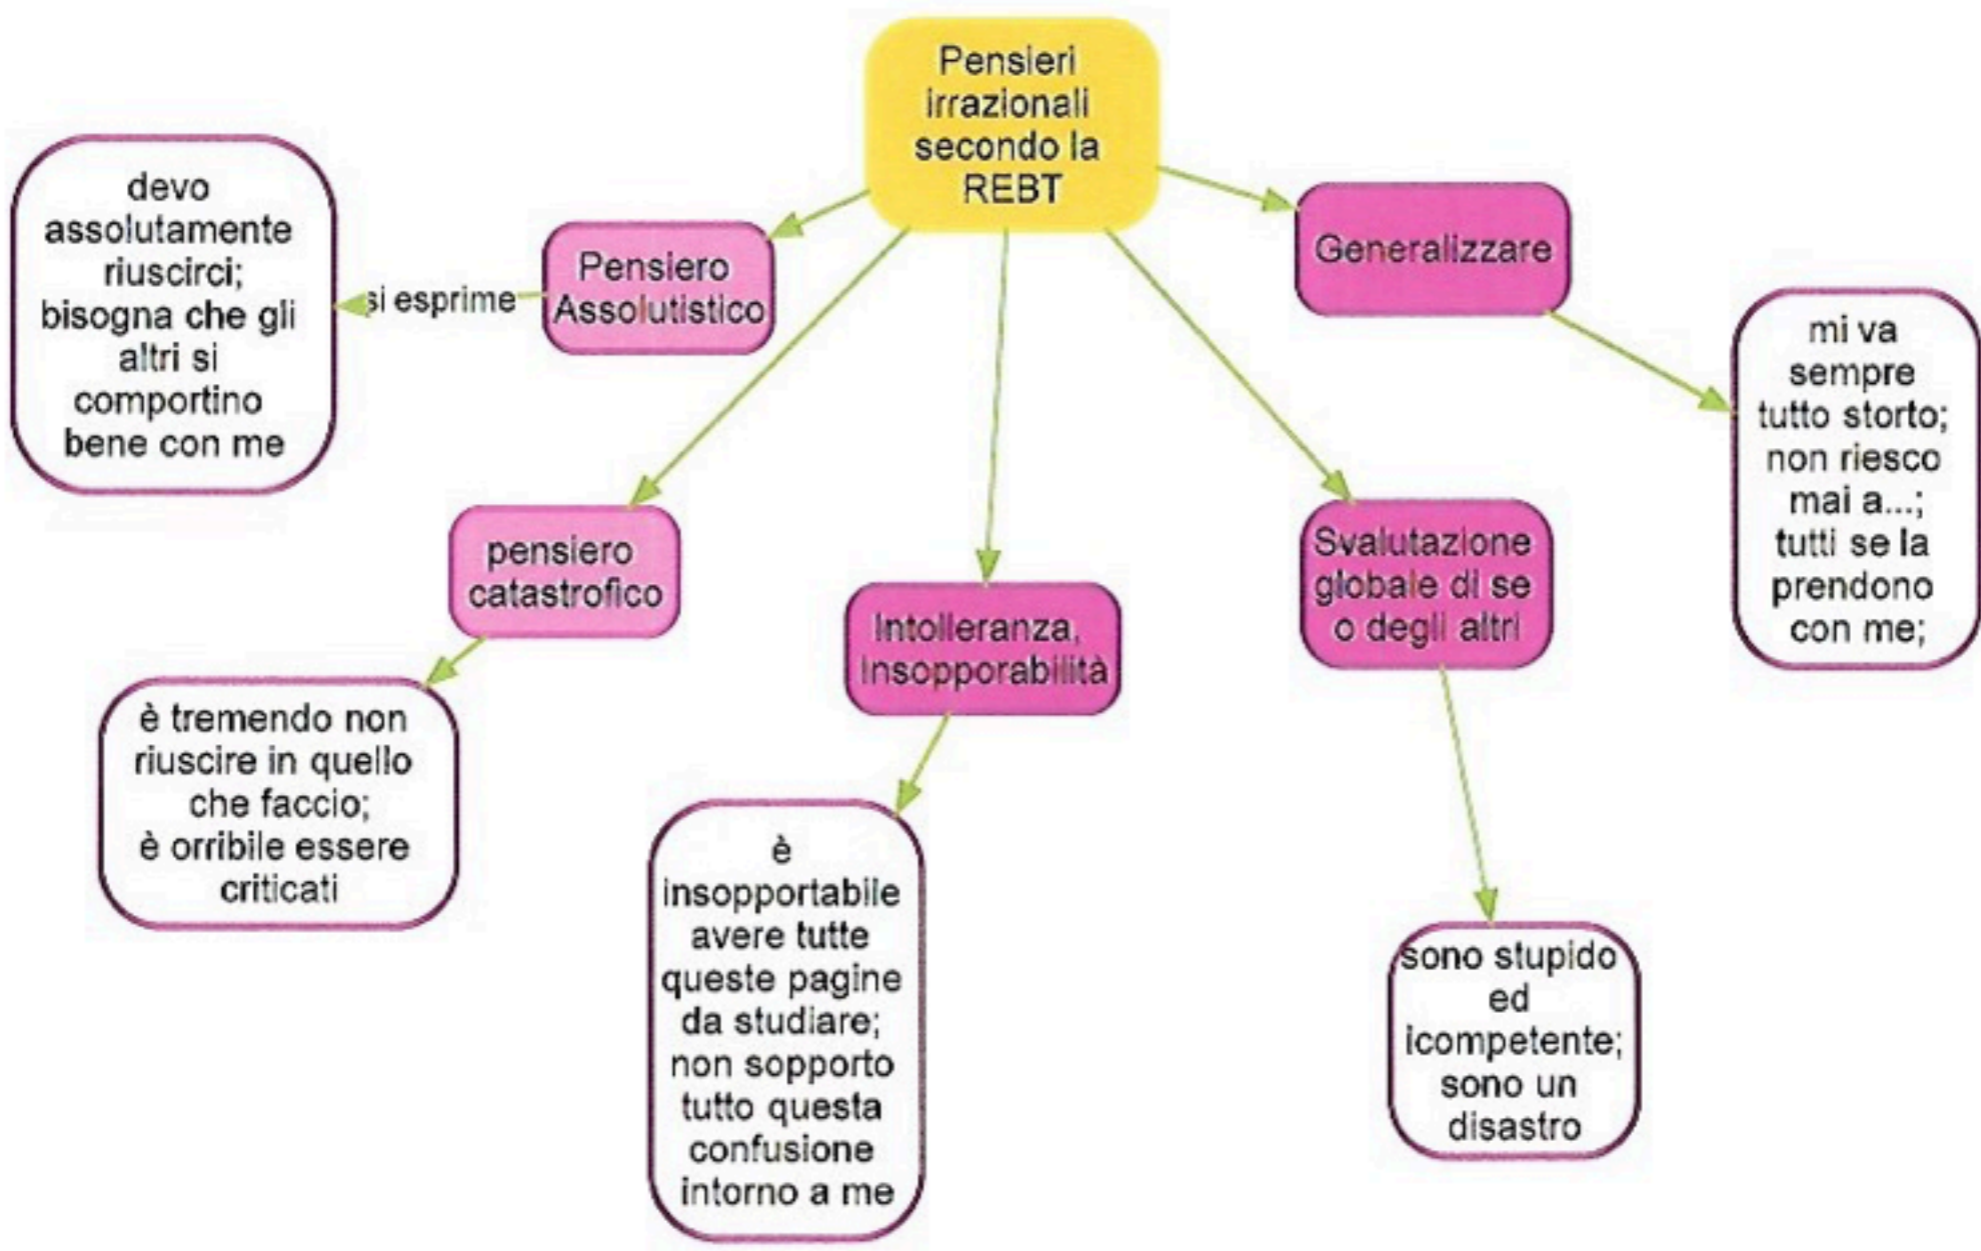 Pensieri
irrazionali
secondo la
REBT
Pensiero
Assolutistico
si esprime
devo
assolutamente
riuscirci;
bisogna che gli
altri si
comportino
bene con me
pensiero
catastrofico
è tremendo non
riuscire in quello
che faccio;
è orribile essere
criticati
Intolleranza,
Insopporabilità
è
insopportabile
avere tutte
queste pagine
da studiare;
non sopporto
tutto questa
confusione
intorno a me
Svalutazione
globale di se
o degli altri
sono stupido
ed
icompetente;
sono un
disastro
Generalizzare
mi va
sempre
tutto storto;
non riesco
mai a...;
tutti se la
prendono
con me;